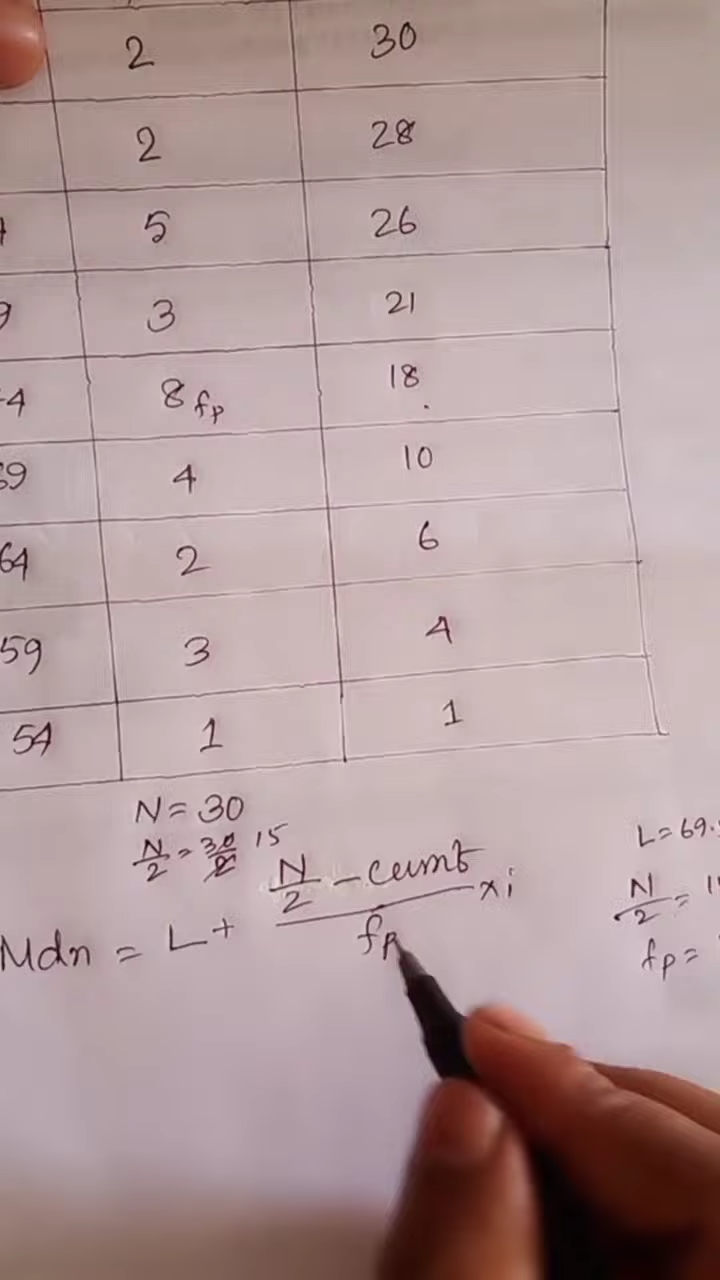 2 30
2 28
5 26
3 21
8 fp 18
4 10
64 2 6
59 3 4
54 1 1
N = 30
N/2 = 30/2 15
L = 69.
Mdn = L + (N/2 - cumf)/fp × i
N/2 = 1
fp =